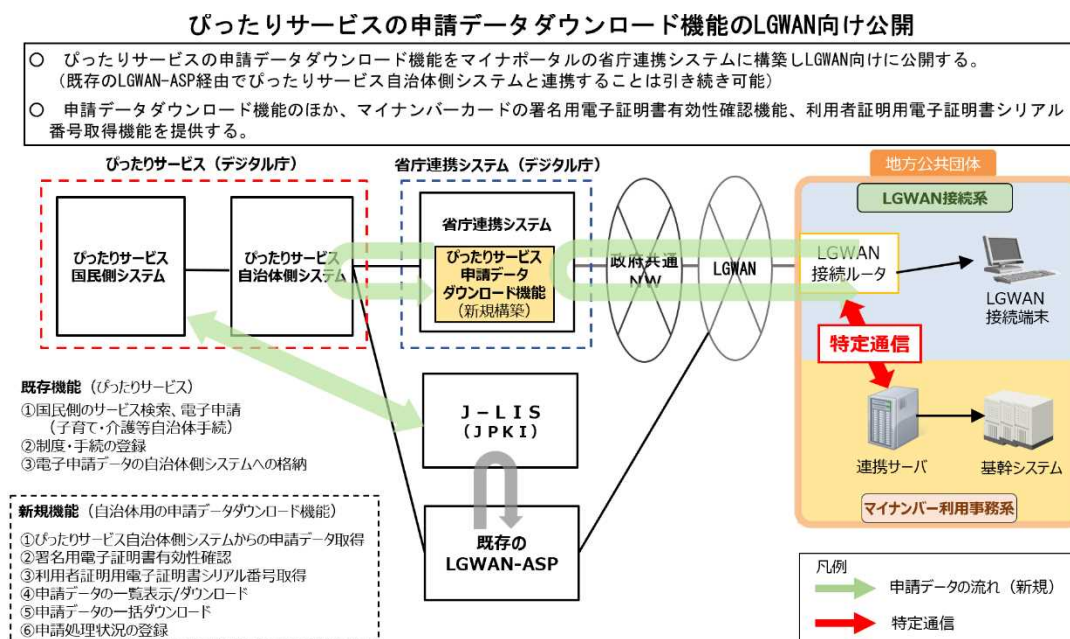 ぴったりサービスの申請データダウンロード機能のLGWAN向け公開
○ ぴったりサービスの申請データダウンロード機能をマイナポータルの省庁連携システムに構築しLGWAN向けに公開する。
（既存のLGWAN-ASP経由でぴったりサービス自治体側システムと連携することは引き続き可能）
○ 申請データダウンロード機能のほか、マイナンバーカードの署名用電子証明書有効性確認機能、利用者証明用電子証明書シリアル
番号取得機能を提供する。
ぴったりサービス（デジタル庁）
ぴったりサービス
国民側システム
ぴったりサービス
自治体側システム
省庁連携システム（デジタル庁）
省庁連携システム
ぴったりサービス
申請データ
ダウンロード機能
（新規構築）
政府共通
NW
LGWAN
地方公共団体
LGWAN接続系
LGWAN
接続ルータ
LGWAN
接続端末
特定通信
連携サーバ
基幹システム
マイナンバー利用事務系
J－LIS
（JPKI）
既存の
LGWAN-ASP
既存機能（ぴったりサービス）
①国民側のサービス検索、電子申請
（子育て・介護等自治体手続）
②制度・手続の登録
③電子申請データの自治体側システムへの格納
新規機能（自治体用の申請データダウンロード機能）
①ぴったりサービス自治体側システムからの申請データ取得
②署名用電子証明書有効性確認
③利用者証明用電子証明書シリアル番号取得
④申請データの一覧表示/ダウンロード
⑤申請データの一括ダウンロード
⑥申請処理状況の登録
凡例
申請データの流れ（新規）
特定通信